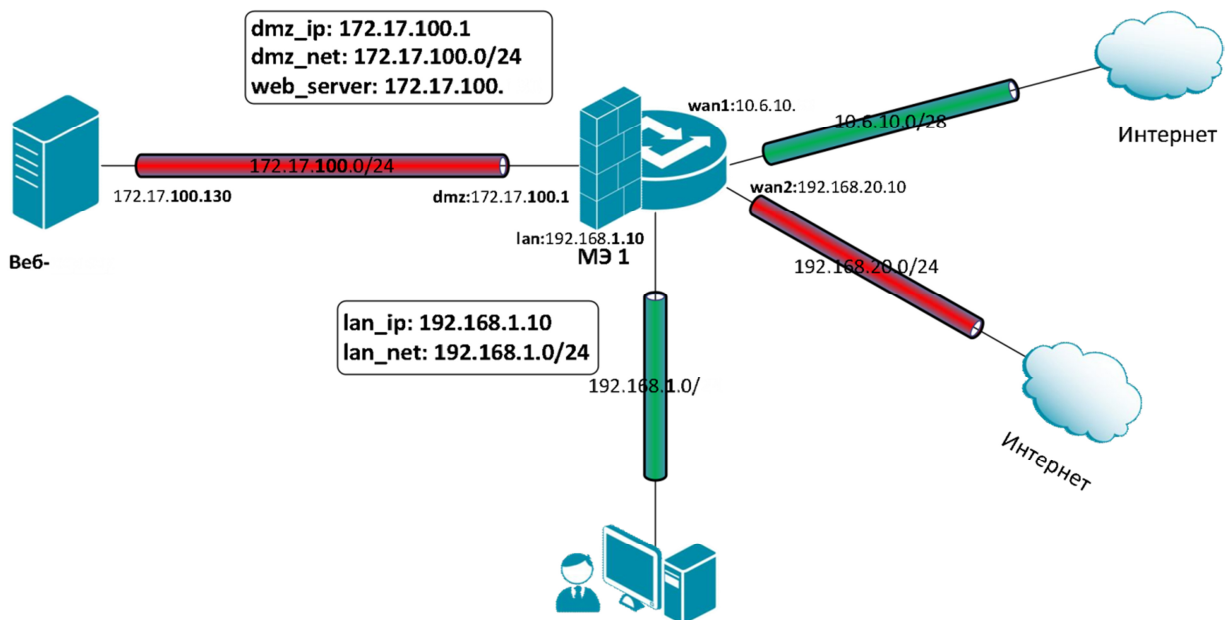 dmz_ip: 172.17.100.1
dmz_net: 172.17.100.0/24
web_server: 172.17.100.
wan1:10.6.10.
10.6.10.0/28
Интернет
172.17.100.0/24
172.17.100.130
dmz:172.17.100.1
wan2:192.168.20.10
lan:192.168.1.10
МЭ 1
Веб-
192.168.20.0/24
lan_ip: 192.168.1.10
lan_net: 192.168.1.0/24
192.168.1.0/
Интернет